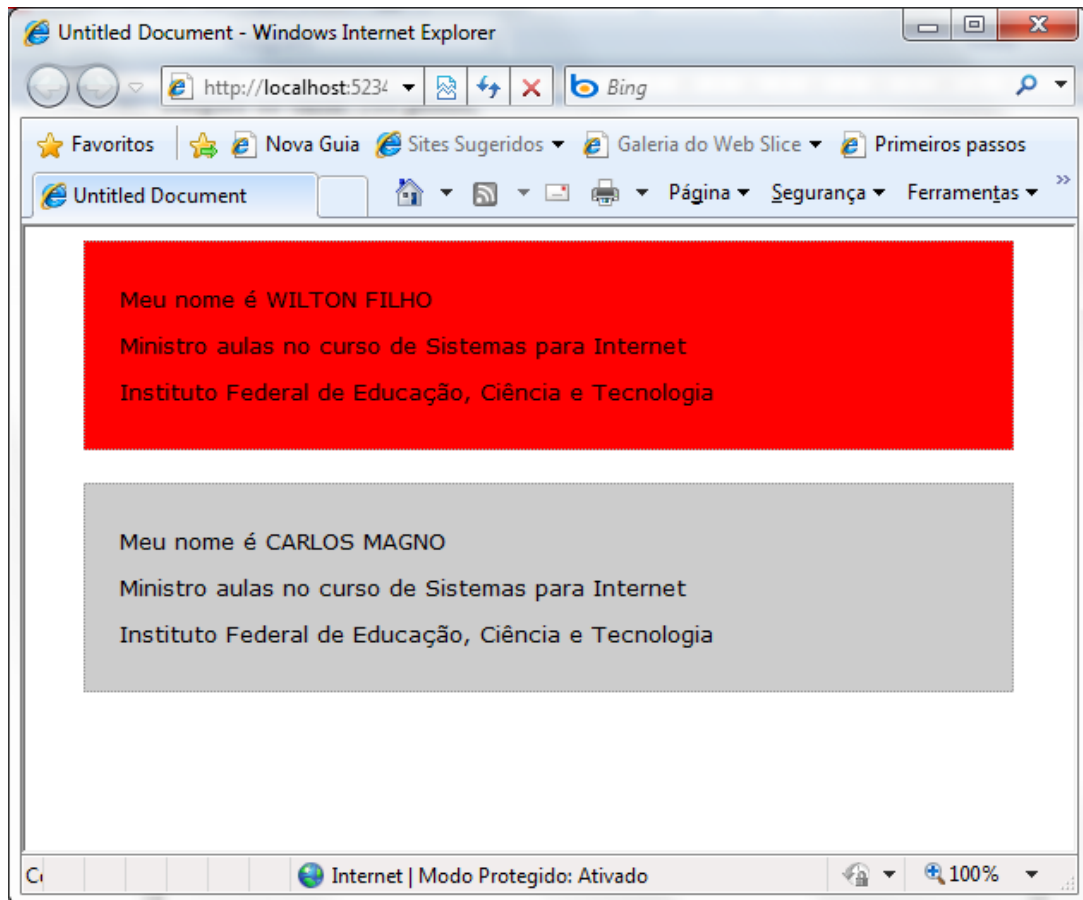 Untitled Document - Windows Internet Explorer
http://localhost:5234
Bing
Favoritos Nova Guia Sites Sugeridos Galeria do Web Slice Primeiros passos
Untitled Document Página Segurança Ferramentas »
Meu nome é WILTON FILHO
Ministro aulas no curso de Sistemas para Internet
Instituto Federal de Educação, Ciência e Tecnologia
Meu nome é CARLOS MAGNO
Ministro aulas no curso de Sistemas para Internet
Instituto Federal de Educação, Ciência e Tecnologia
Internet | Modo Protegido: Ativado 100%